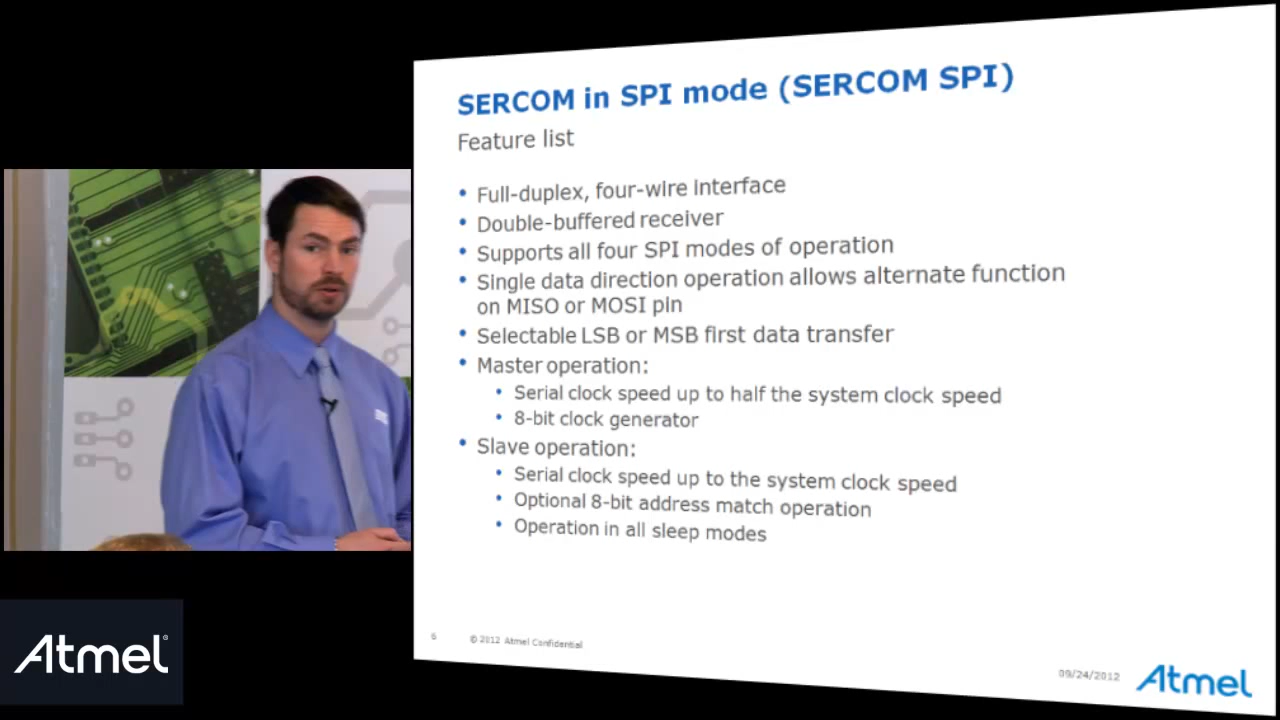 SERCOM in SPI mode (SERCOM SPI)
Feature list
• Full-duplex, four-wire interface
• Double-buffered receiver
• Supports all four SPI modes of operation
• Single data direction operation allows alternate function
on MISO or MOSI pin
• Selectable LSB or MSB first data transfer
• Master operation:
• Serial clock speed up to half the system clock speed
• 8-bit clock generator
• Slave operation:
• Serial clock speed up to the system clock speed
• Optional 8-bit address match operation
• Operation in all sleep modes
6 © 2012 Atmel Confidential
09/24/2012
Atmel
Atmel®